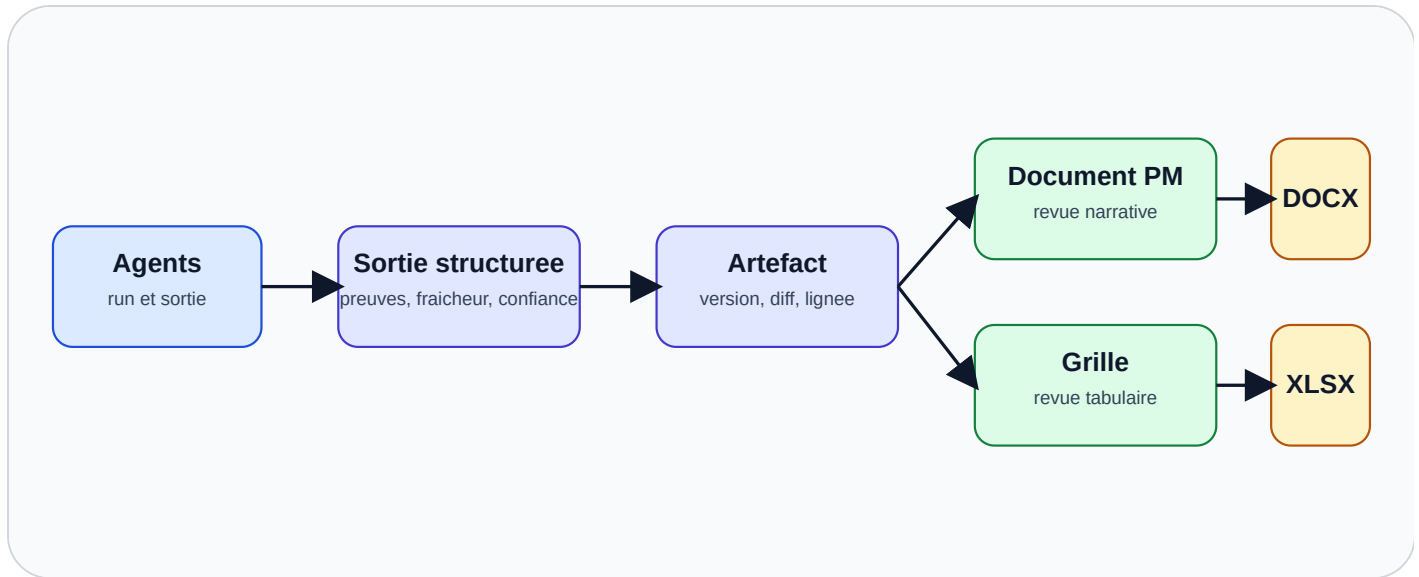 Agents
run et sortie
Sortie structuree
preuves, fraicheur, confiance
Artefact
version, diff, lignee
Document PM
revue narrative
DOCX
Grille
revue tabulaire
XLSX